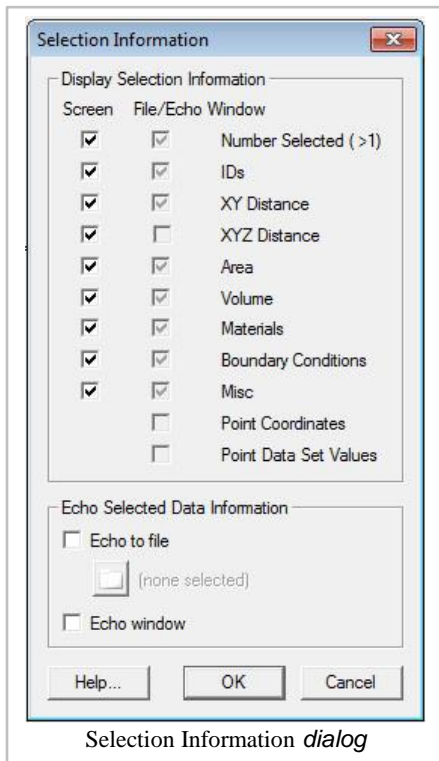 Selection Information
Display Selection Information
Screen File/Echo Window
Number Selected ( >1)
IDs
XY Distance
XYZ Distance
Area
Volume
Materials
Boundary Conditions
Misc
Point Coordinates
Point Data Set Values
Echo Selected Data Information
Echo to file
(none selected)
Echo window
Help... OK Cancel
Selection Information dialog